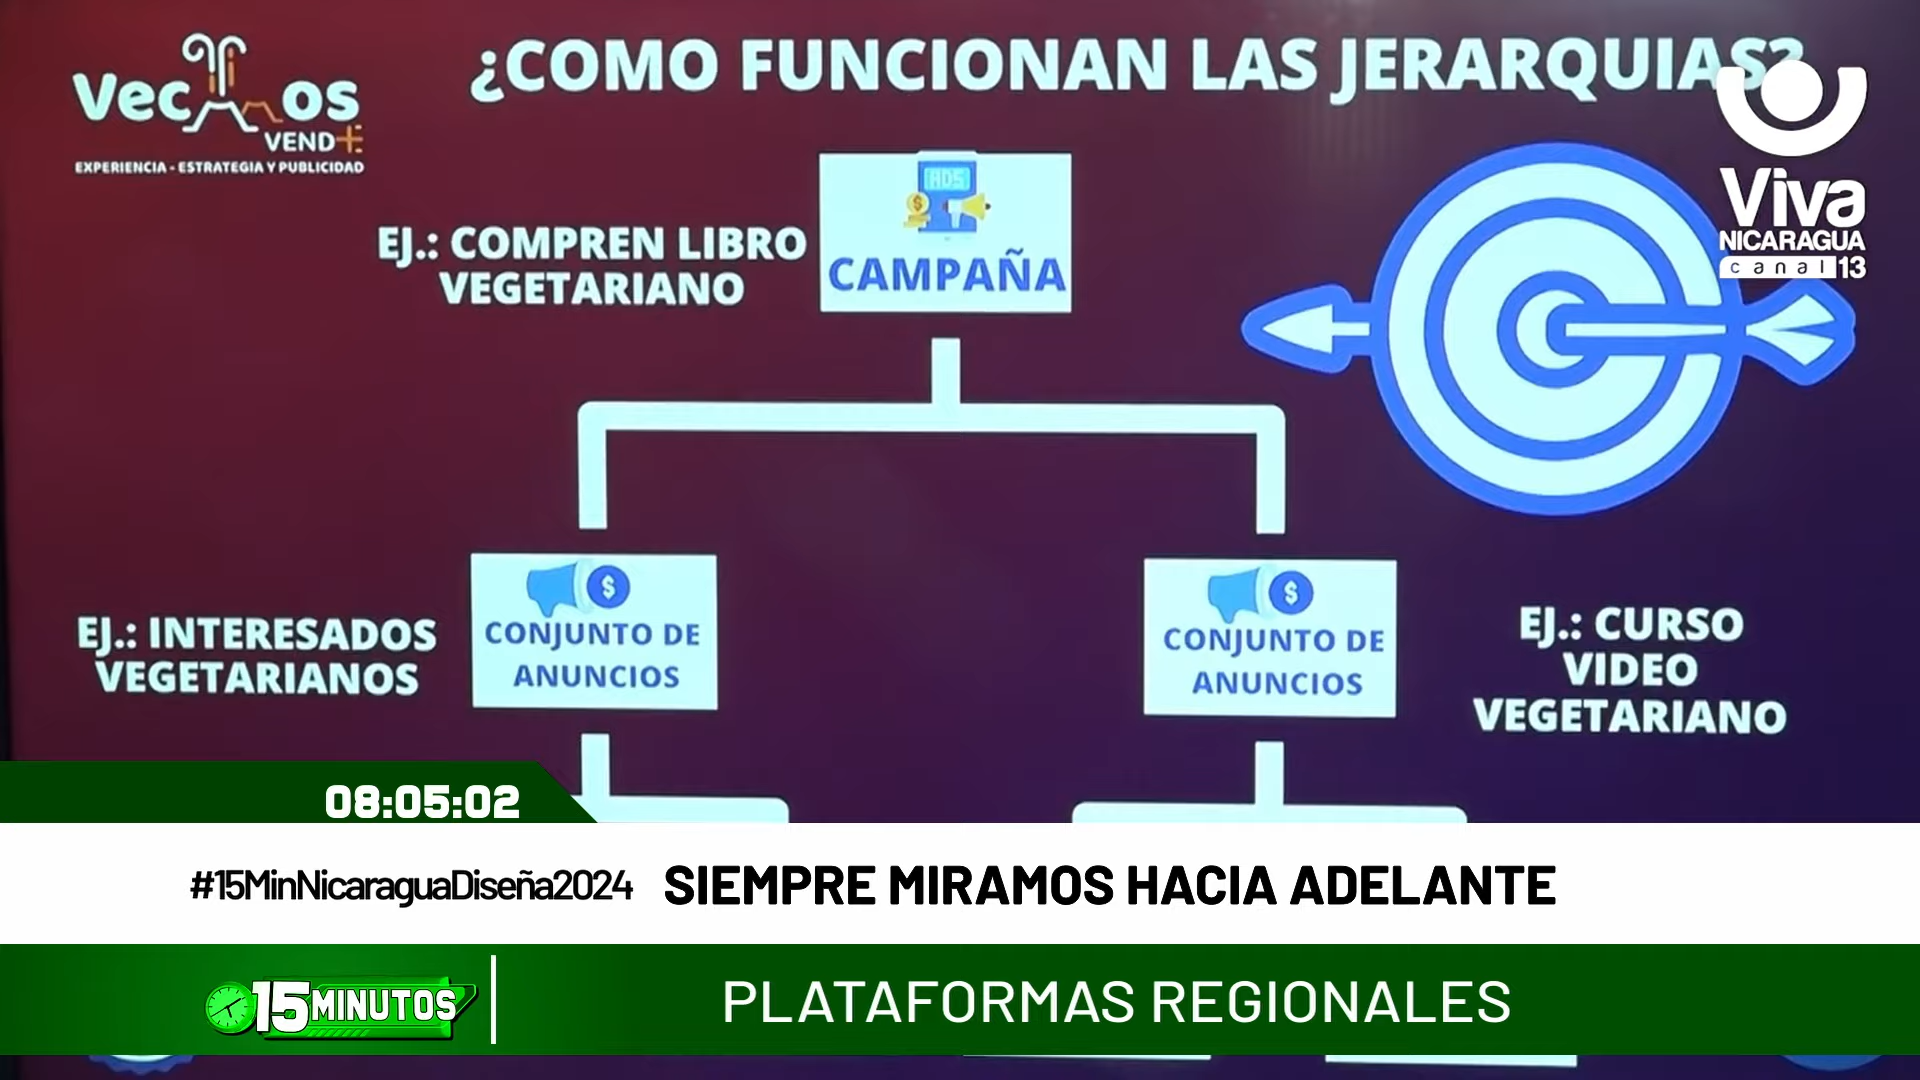 ¿COMO FUNCIONAN LAS JERARQUIAS?
Vec os
VEND+
EXPERIENCIA - ESTRATEGIA Y PUBLICIDAD
Viva
NICARAGUA
canal 13
ADS
$
EJ.: COMPREN LIBRO
VEGETARIANO
CAMPAÑA
EJ.: INTERESADOS
VEGETARIANOS
$
CONJUNTO DE
ANUNCIOS
$
CONJUNTO DE
ANUNCIOS
EJ.: CURSO
VIDEO
VEGETARIANO
08:05:02
#15MinNicaraguaDiseña2024 SIEMPRE MIRAMOS HACIA ADELANTE
15MINUTOS
PLATAFORMAS REGIONALES